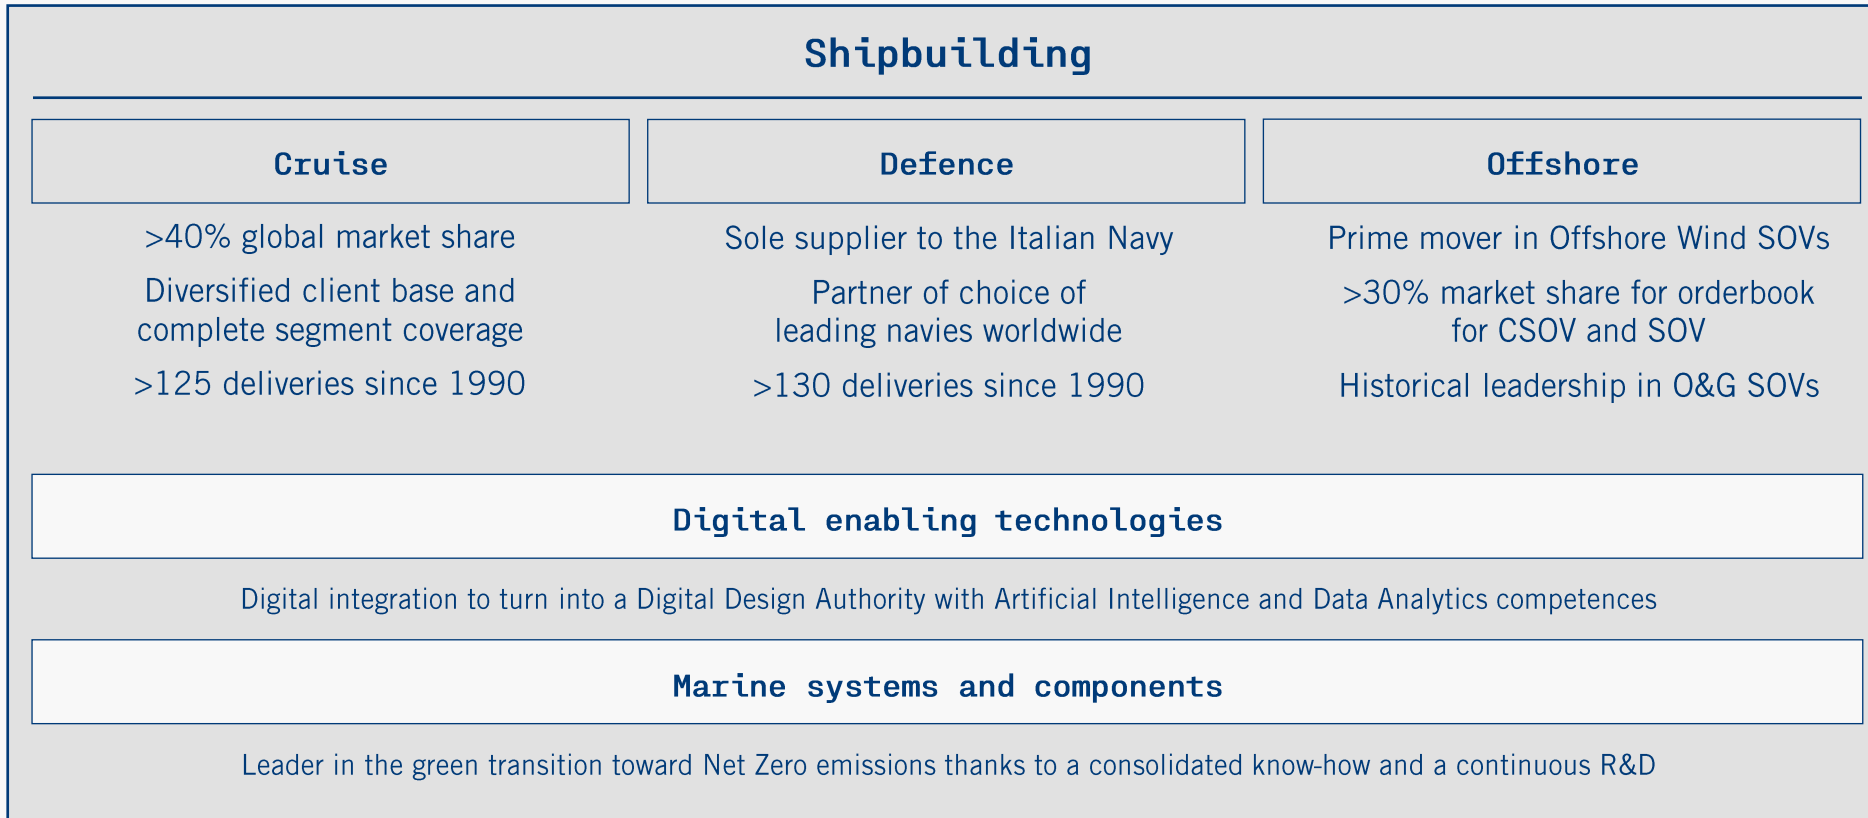 Shipbuilding
Cruise
>40% global market share
Diversified client base and
complete segment coverage
>125 deliveries since 1990
Defence
Sole supplier to the Italian Navy
Partner of choice of
leading navies worldwide
>130 deliveries since 1990
Offshore
Prime mover in Offshore Wind SOVs
>30% market share for orderbook
for CSOV and SOV
Historical leadership in O&G SOVs
Digital enabling technologies
Digital integration to turn into a Digital Design Authority with Artificial Intelligence and Data Analytics competences
Marine systems and components
Leader in the green transition toward Net Zero emissions thanks to a consolidated know-how and a continuous R&D